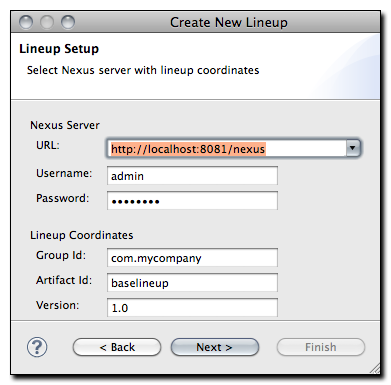 Create New Lineup
Lineup Setup
Select Nexus server with lineup coordinates
Nexus Server
URL: http://localhost:8081/nexus
Username: admin
Password: ••••••••
Lineup Coordinates
Group Id: com.mycompany
Artifact Id: baselineup
Version: 1.0
? < Back Next > Finish